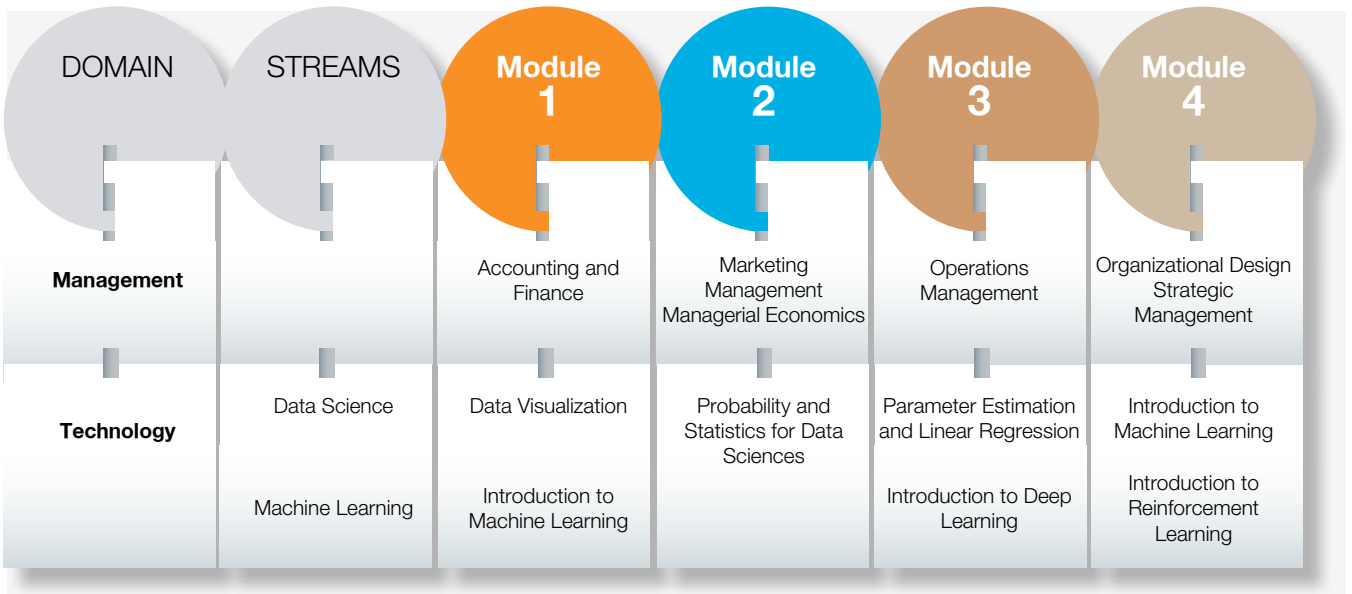 DOMAIN
STREAMS
Module
1
Module
2
Module
3
Module
4
Management
Accounting and
Finance
Marketing
Management
Managerial Economics
Operations
Management
Organizational Design
Strategic
Management
Technology
Data Science
Data Visualization
Probability and
Statistics for Data
Sciences
Parameter Estimation
and Linear Regression
Introduction to
Machine Learning
Machine Learning
Introduction to
Machine Learning
Introduction to Deep
Learning
Introduction to
Reinforcement
Learning